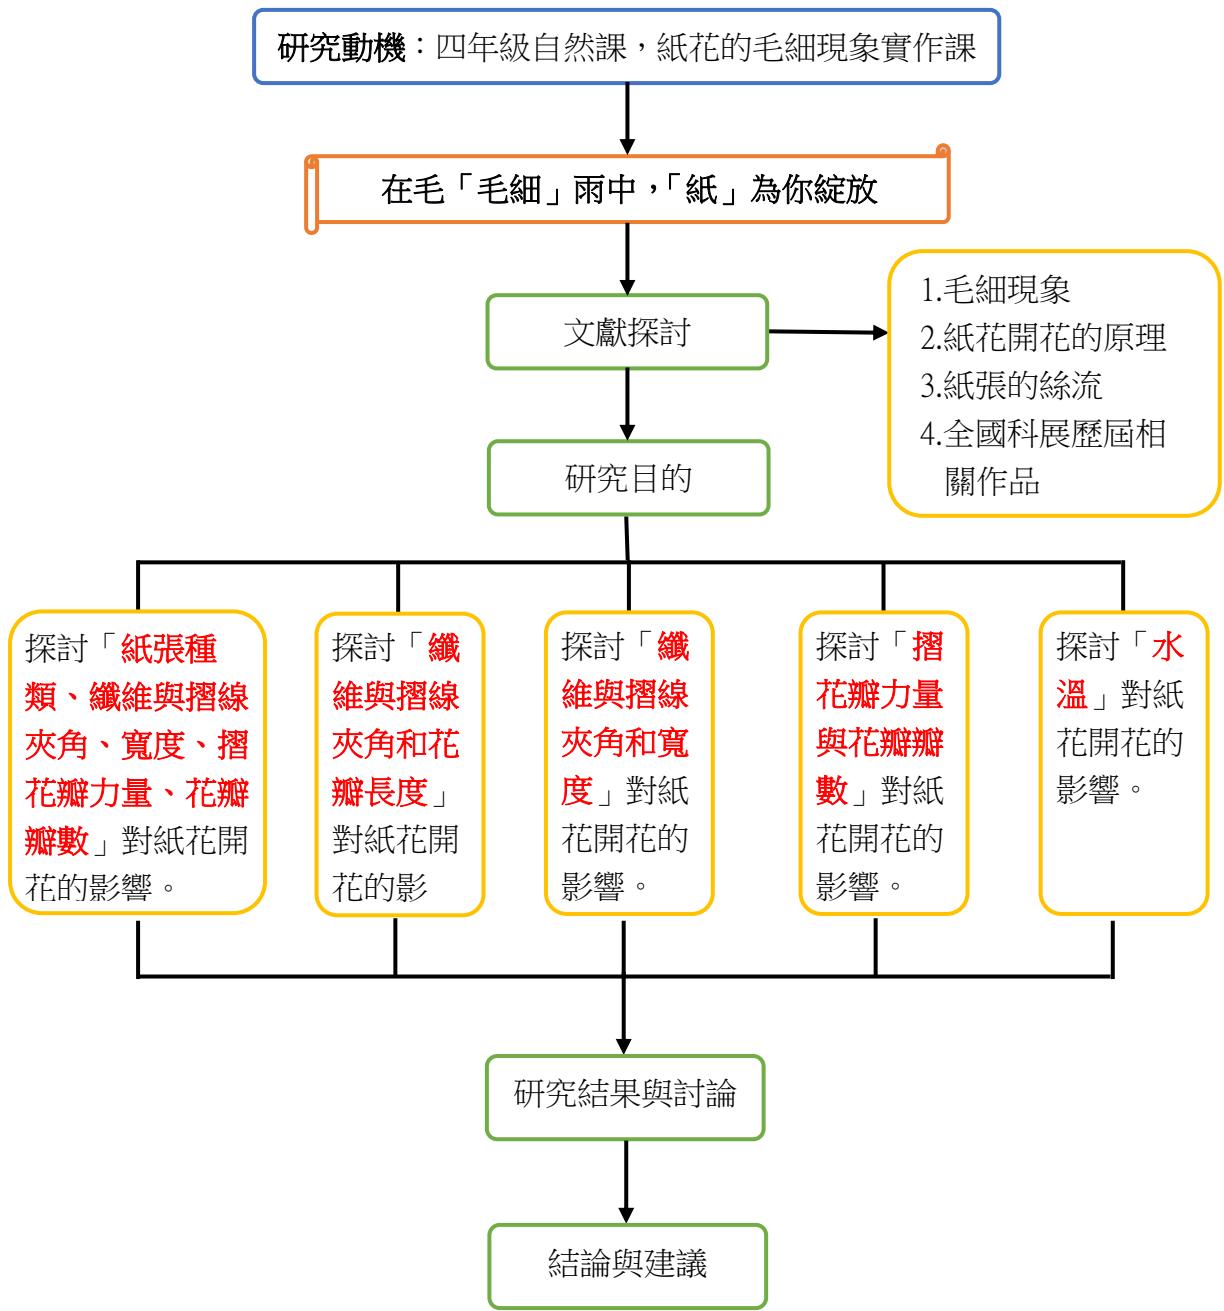 研究動機：四年級自然課，紙花的毛細現象實作課
在毛「毛細」雨中，「紙」為你綻放
文獻探討
1.毛細現象
2.紙花開花的原理
3.紙張的絲流
4.全國科展歷屆相
關作品
研究目的
探討「紙張種
類、纖維與摺線
夾角、寬度、摺
花瓣力量、花瓣
瓣數」對紙花開
花的影響。
探討「纖
維與摺線
夾角和花
瓣長度」
對紙花開
花的影
探討「纖
維與摺線
夾角和寬
度」對紙
花開花的
影響。
探討「摺
花瓣力量
與花瓣瓣
數」對紙
花開花的
影響。
探討「水
溫」對紙
花開花的
影響。
研究結果與討論
結論與建議